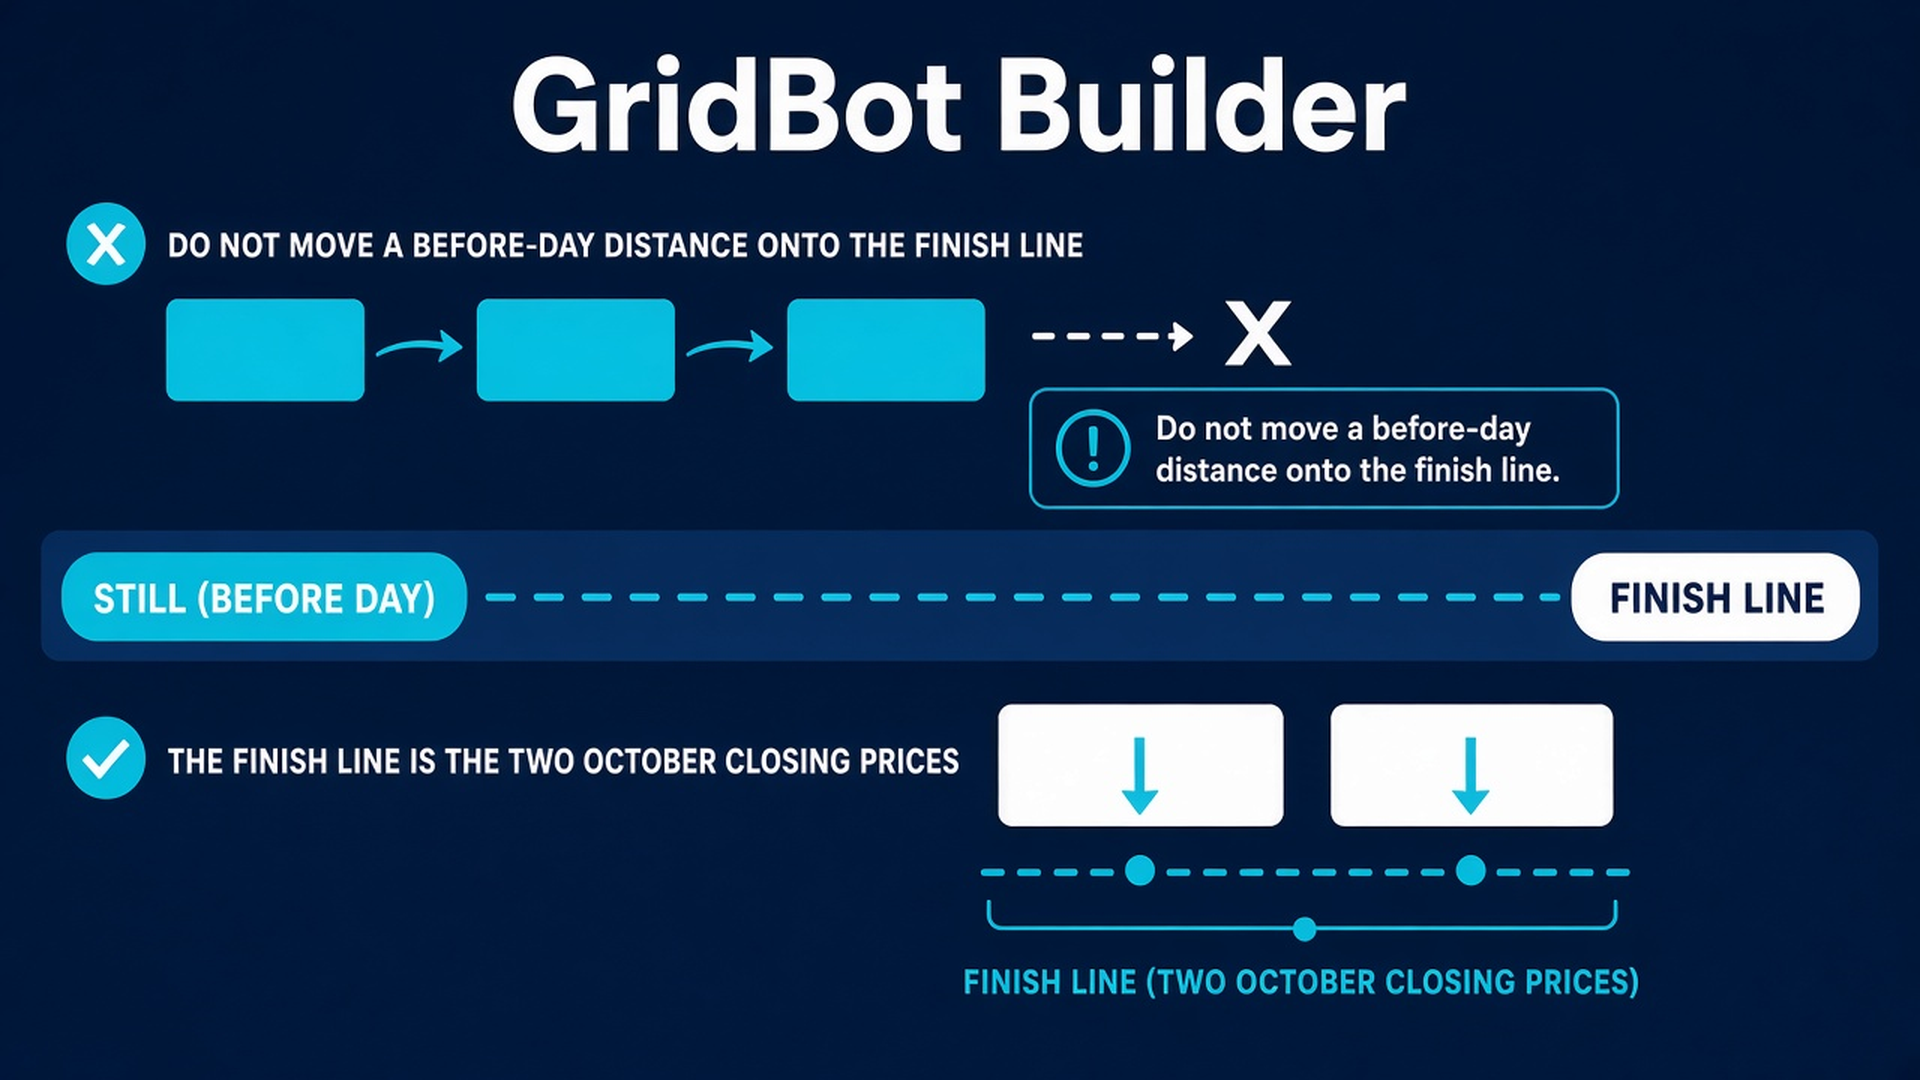 GridBot Builder
X DO NOT MOVE A BEFORE-DAY DISTANCE ONTO THE FINISH LINE
X
! Do not move a before-day
distance onto the finish line.
STILL (BEFORE DAY)
FINISH LINE
THE FINISH LINE IS THE TWO OCTOBER CLOSING PRICES
FINISH LINE (TWO OCTOBER CLOSING PRICES)